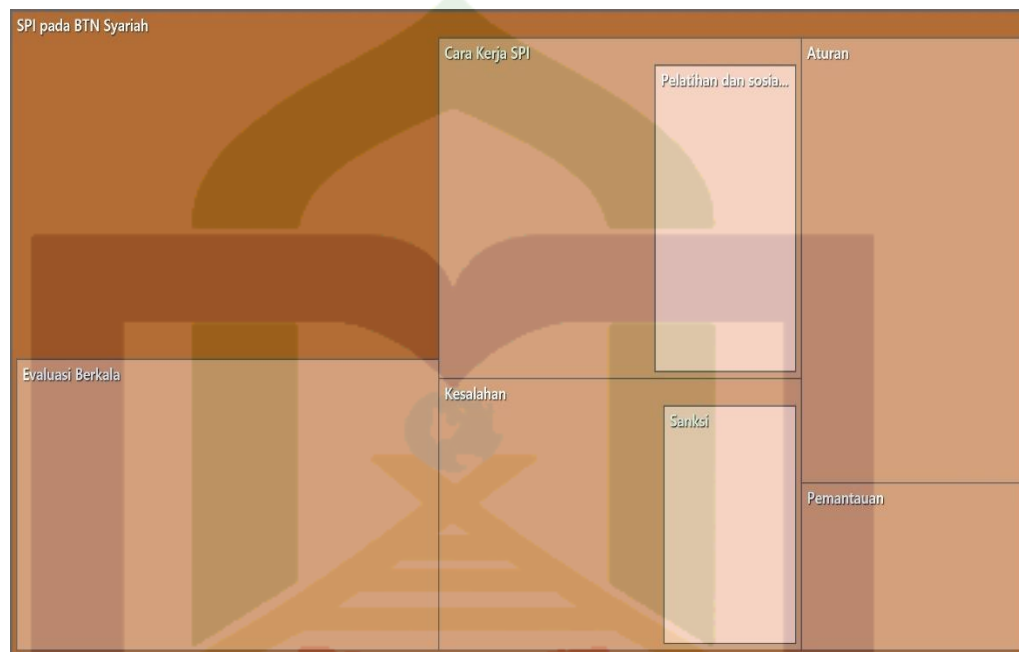 SPI pada BTN Syariah
Cara Kerja SPI
Aturan
Pelatihan dan sosia...
Evaluasi Berkala
Kesalahan
Sanksi
Pemantauan